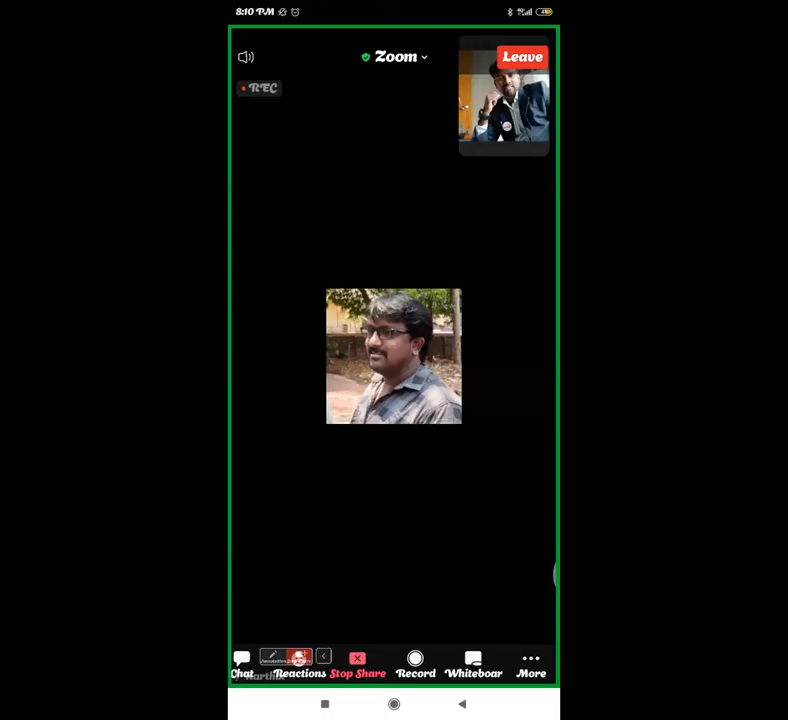 8:10 PM
Zoom
Leave
REC
Chat
Reactions
Stop Share
Record
Whiteboar
More